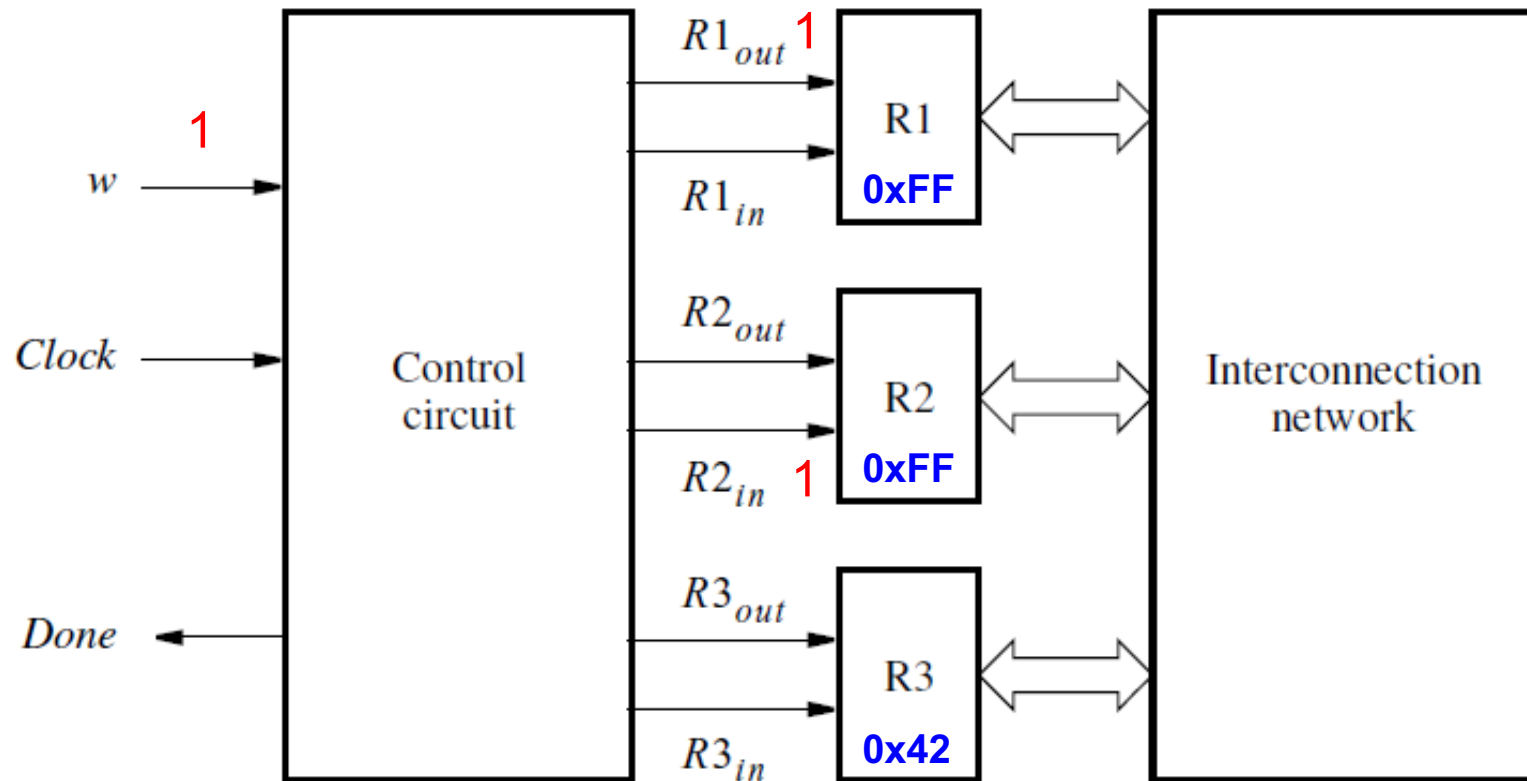 w
1
Clock
Done
Control
circuit
R1out 1
R1in
R2out
R2in 1
R3out
R3in
R1
0xFF
R2
0xFF
R3
0x42
Interconnection
network